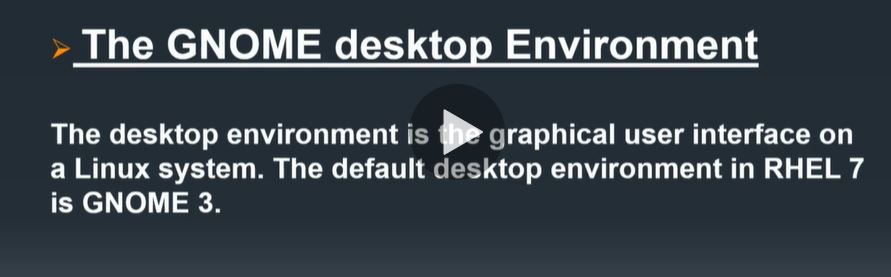 The GNOME desktop Environment
The desktop environment is the graphical user interface on
a Linux system. The default desktop environment in RHEL 7
is GNOME 3.